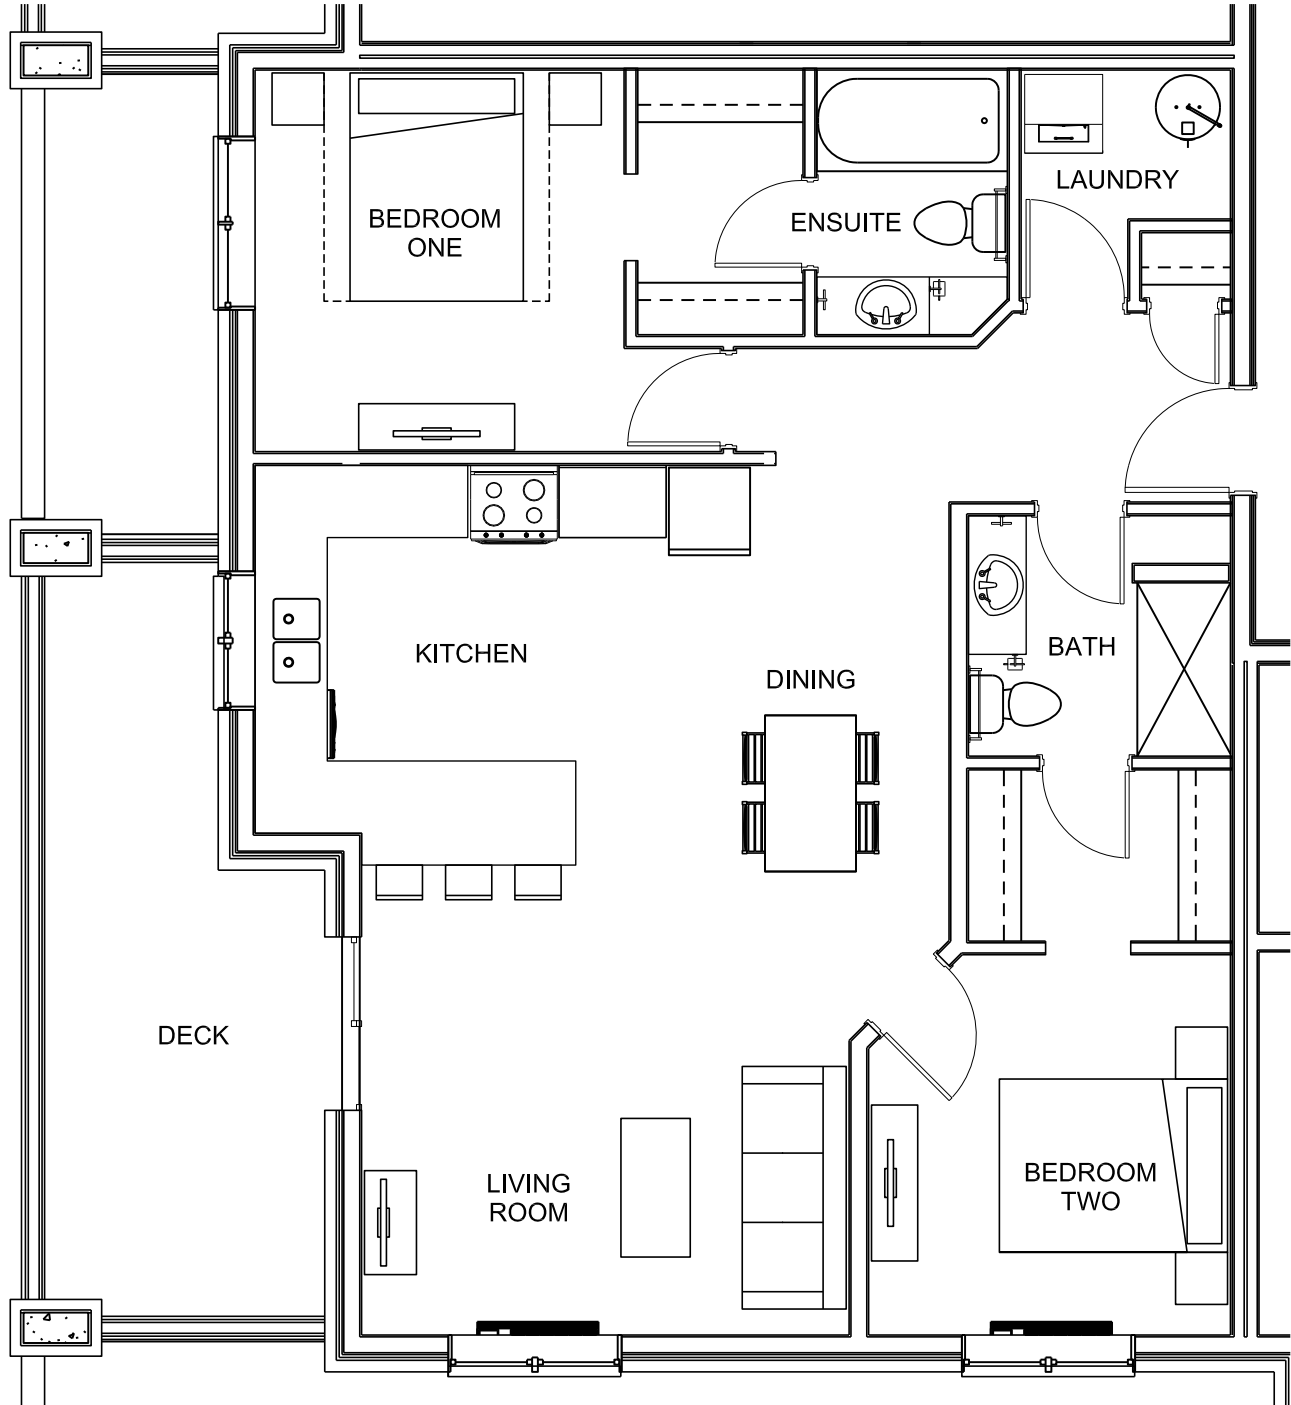 LAUNDRY
BEDROOM
ONE
ENSUITE
KITCHEN
BATH
DINING
DECK
LIVING
ROOM
BEDROOM
TWO